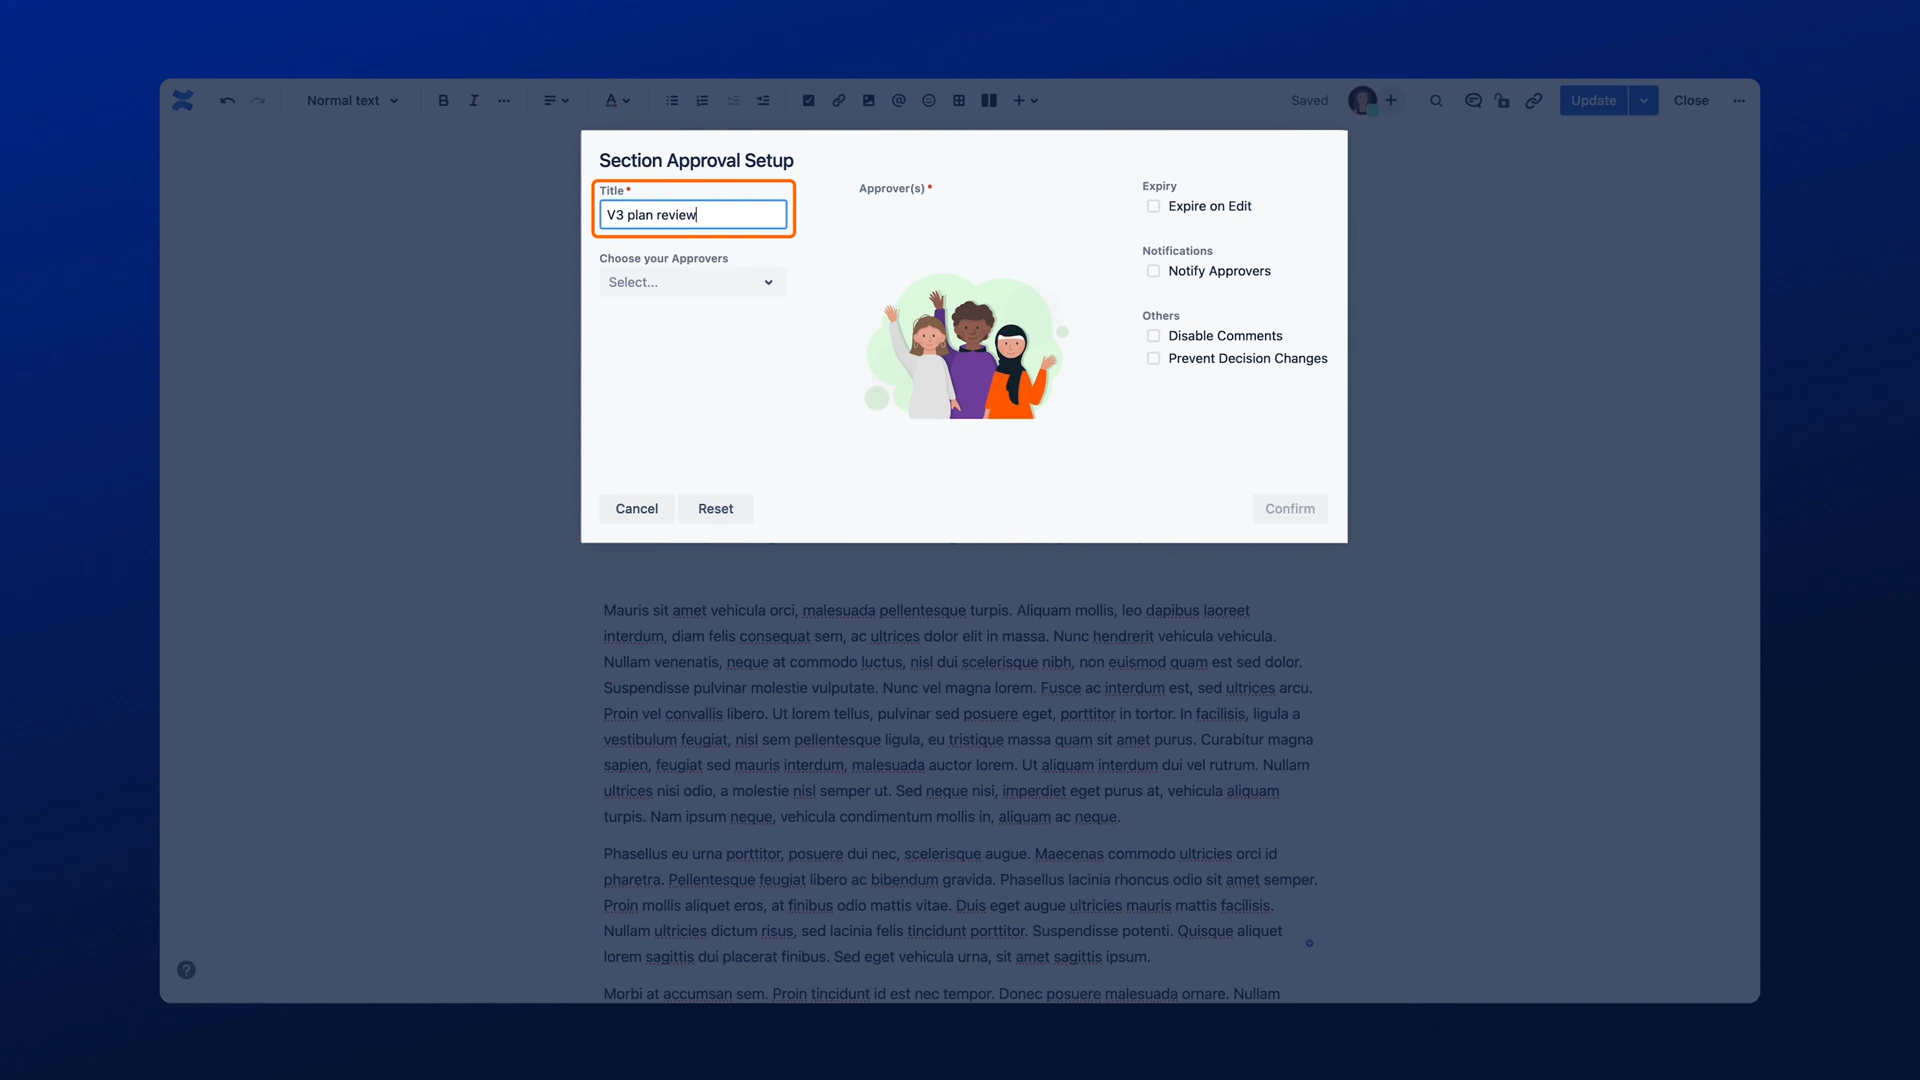 Normal text
Saved
Update
Close
Section Approval Setup
Title *
V3 plan review
Choose your Approvers
Select...
Approver(s) *
Expiry
Expire on Edit
Notifications
Notify Approvers
Others
Disable Comments
Prevent Decision Changes
Cancel
Reset
Confirm
Mauris sit amet vehicula orci, malesuada pellentesque turpis. Aliquam mollis, leo dapibus laoreet
interdum, diam felis consequat sem, ac ultrices dolor elit in massa. Nunc hendrerit vehicula vehicula.
Nullam venenatis, neque at commodo luctus, nisl dui scelerisque nibh, non euismod quam est sed dolor.
Suspendisse pulvinar molestie vulputate. Nunc vel magna lorem. Fusce ac interdum est, sed ultrices arcu.
Proin vel convallis libero. Ut lorem tellus, pulvinar sed posuere eget, porttitor in tortor. In facilisis, ligula a
vestibulum feugiat, nisl sem pellentesque ligula, eu tristique massa quam sit amet purus. Curabitur magna
sapien, feugiat sed mauris interdum, malesuada auctor lorem. Ut aliquam interdum dui vel rutrum. Nullam
ultrices nisi odio, a molestie nisl semper ut. Sed neque nisi, imperdiet eget purus at, vehicula aliquam
turpis. Nam ipsum neque, vehicula condimentum mollis in, aliquam ac neque.
Phasellus eu urna porttitor, posuere dui nec, scelerisque augue. Maecenas commodo ultricies orci id
pharetra. Pellentesque feugiat libero ac bibendum gravida. Phasellus lacinia rhoncus odio sit amet semper.
Proin mollis aliquet eros, at finibus odio mattis vitae. Duis eget augue ultricies mauris mattis facilisis.
Nullam ultricies dictum risus, sed lacinia felis tincidunt porttitor. Suspendisse potenti. Quisque aliquet
lorem sagittis dui placerat finibus. Sed eget vehicula urna, sit amet sagittis ipsum.
Morbi at accumsan sem. Proin tincidunt id est nec tempor. Donec posuere malesuada ornare. Nullam